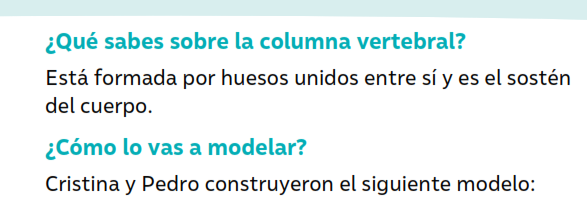 ¿Qué sabes sobre la columna vertebral?
Está formada por huesos unidos entre sí y es el sostén
del cuerpo.
¿Cómo lo vas a modelar?
Cristina y Pedro construyeron el siguiente modelo: